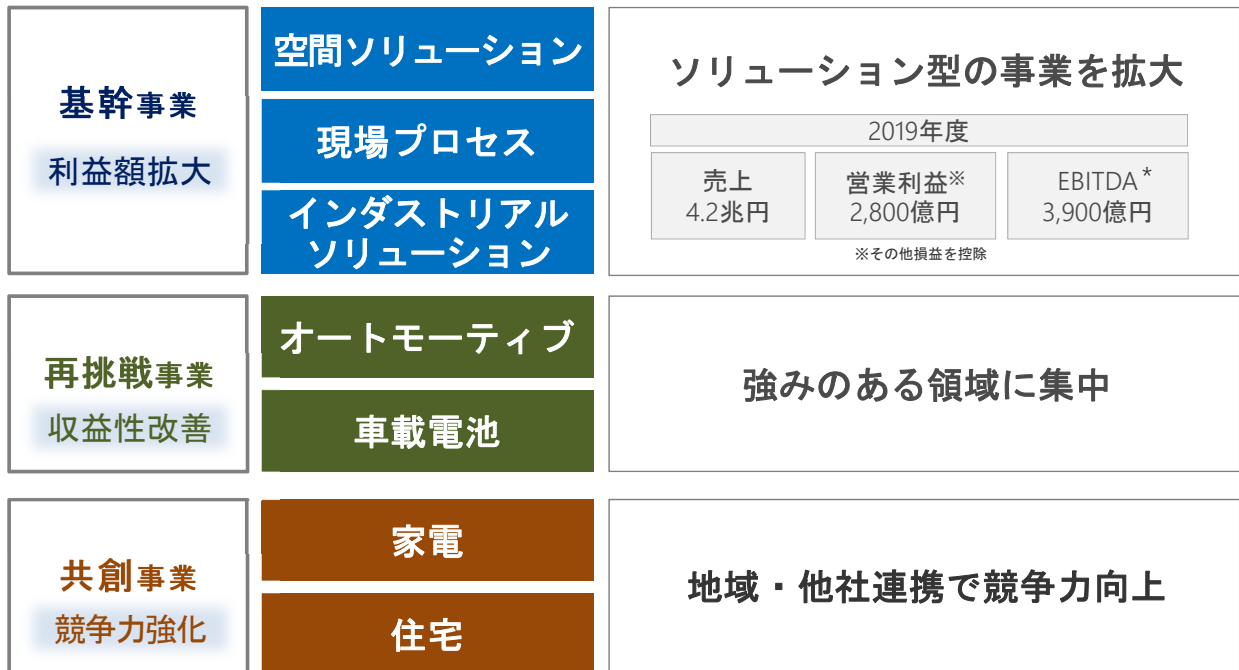 基幹事業
利益額拡大
空間ソリューション
現場プロセス
インダストリアル
ソリューション
ソリューション型の事業を拡大
2019年度
売上
4.2兆円
営業利益※
2,800億円
EBITDA*
3,900億円
※その他損益を控除
再挑戦事業
収益性改善
オートモーティブ
車載電池
強みのある領域に集中
共創事業
競争力強化
家電
住宅
地域・他社連携で競争力向上